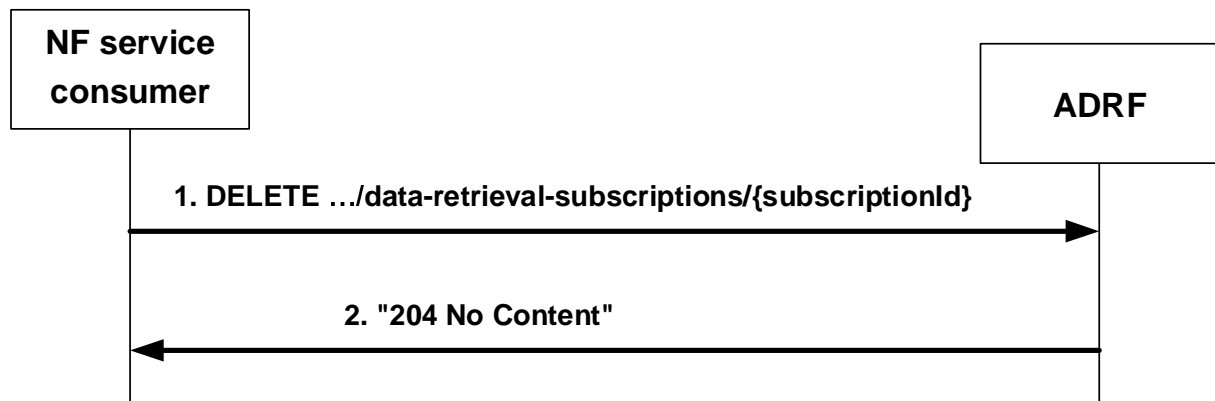 NF service
consumer
ADRF
1. DELETE …/data-retrieval-subscriptions/{subscriptionId}
2. "204 No Content"